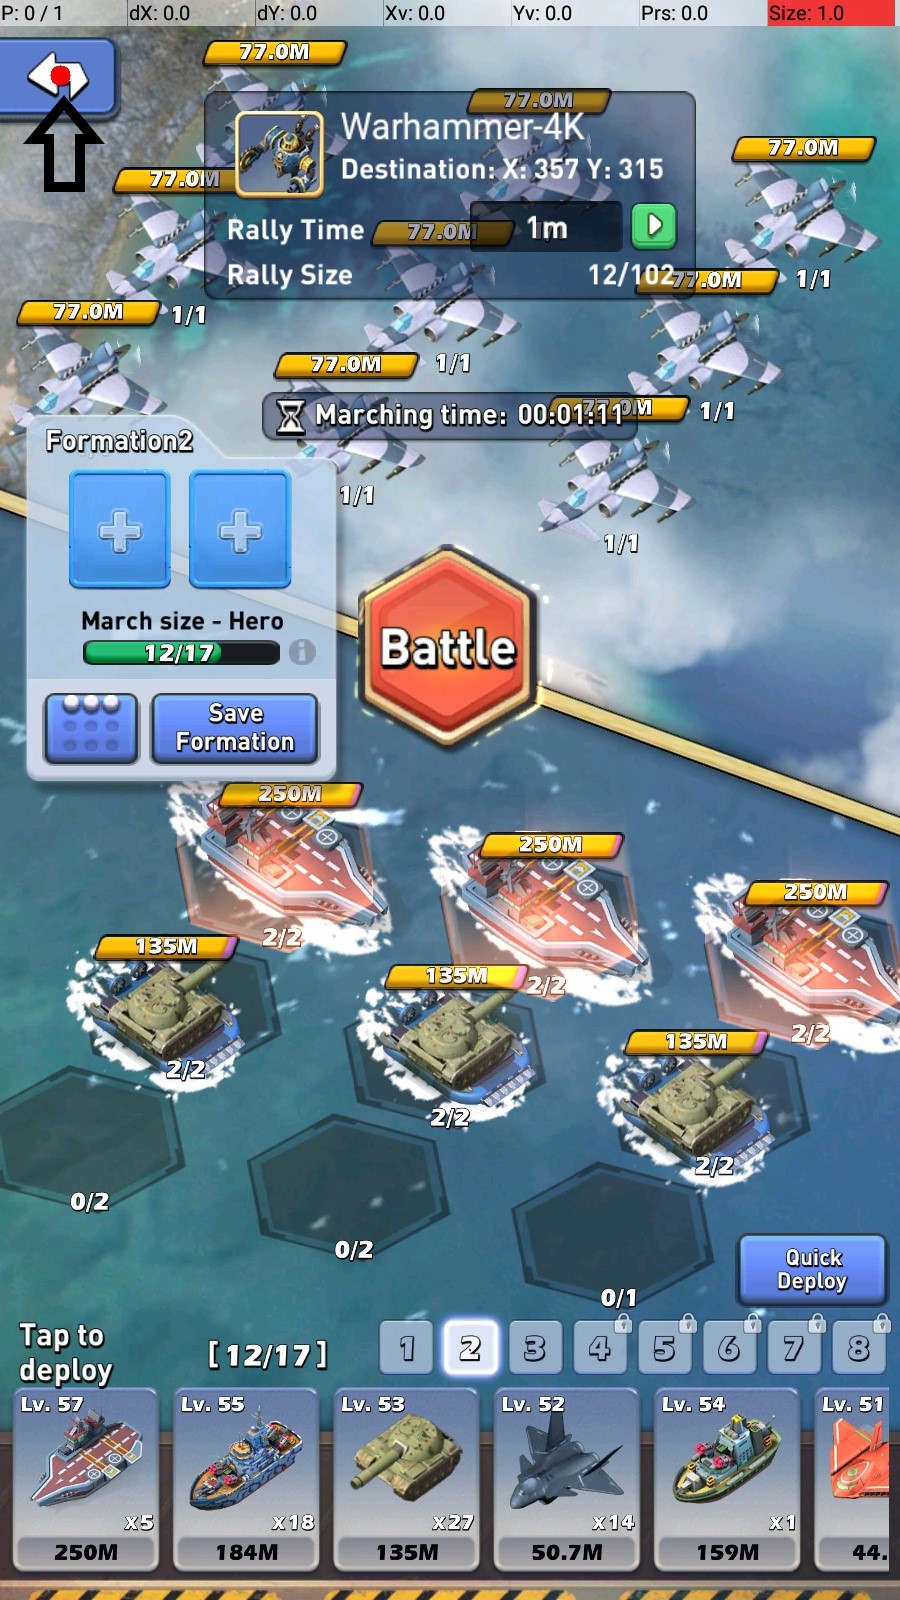 P: 0 / 1
dX: 0.0
dY: 0.0
Xv: 0.0
Yv: 0.0
Prs: 0.0
Size: 1.0
77.0M
77.0M
Warhammer-4K
77.0M
77.0M
Destination: X: 357 Y: 315
Rally Time
77.0M
1m
Rally Size
12/102
77.0M
1/1
77.0M
1/1
77.0M
1/1
Marching time: 00:01:11
77.0M
1/1
Formation2
1/1
1/1
March size - Hero
12/17
Battle
Save
Formation
250M
250M
250M
2/2
135M
135M
2/2
2/2
135M
2/2
2/2
2/2
0/2
0/2
0/1
Quick
Deploy
Tap to
deploy
[12/17]
1
2
3
4
5
6
7
8
Lv. 57
Lv. 55
Lv. 53
Lv. 52
Lv. 54
Lv. 51
x5
x18
x27
x14
x1
250M
184M
135M
50.7M
159M
44.